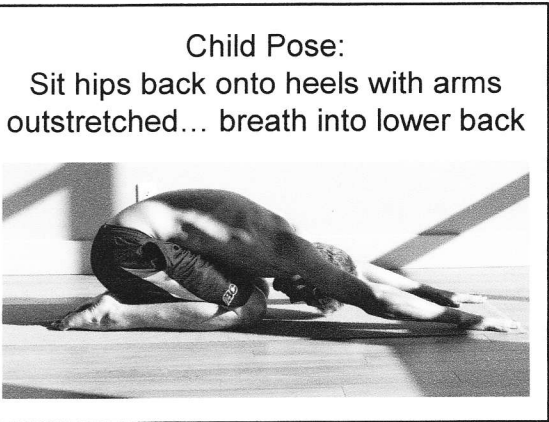 Child Pose:
Sit hips back onto heels with arms
outstretched... breath into lower back